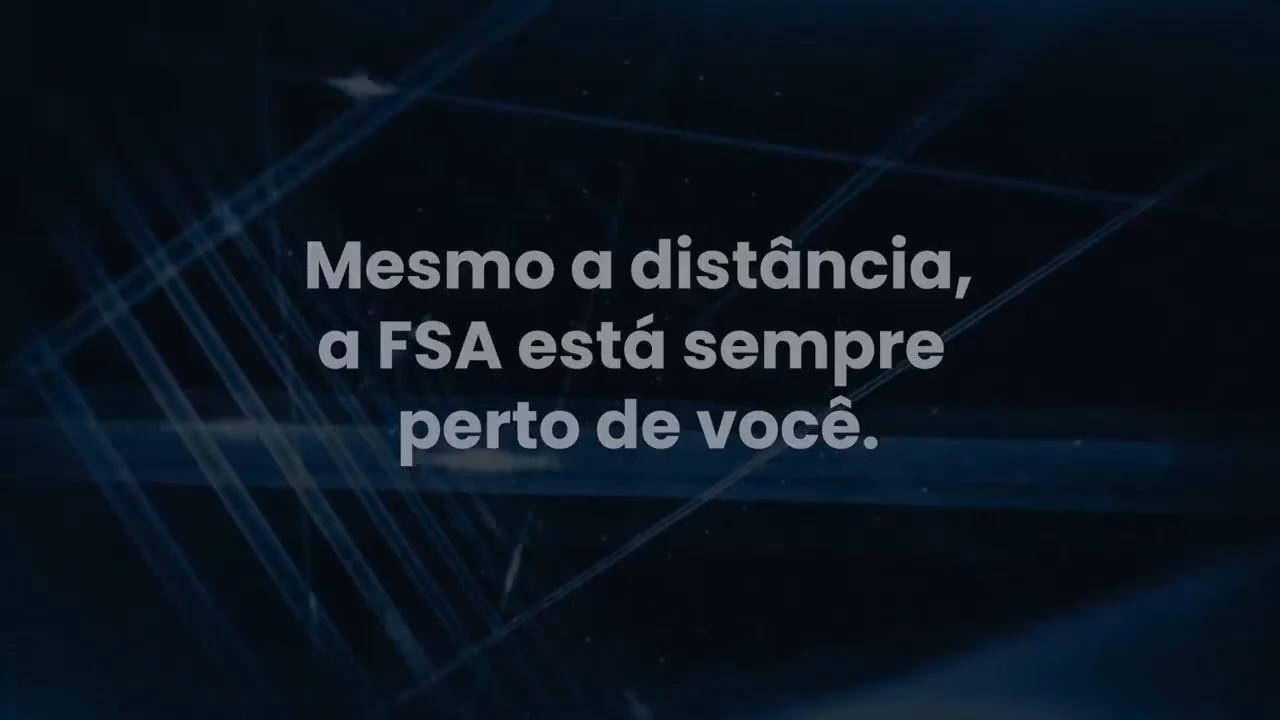 Mesmo a distância,
a FSA está sempre
perto de você.